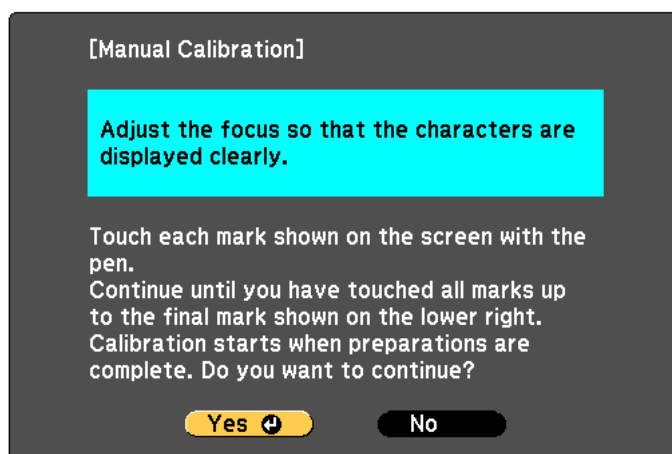 [Manual Calibration]
Adjust the focus so that the characters are
displayed clearly.
Touch each mark shown on the screen with the
pen.
Continue until you have touched all marks up
to the final mark shown on the lower right.
Calibration starts when preparations are
complete. Do you want to continue?
Yes No